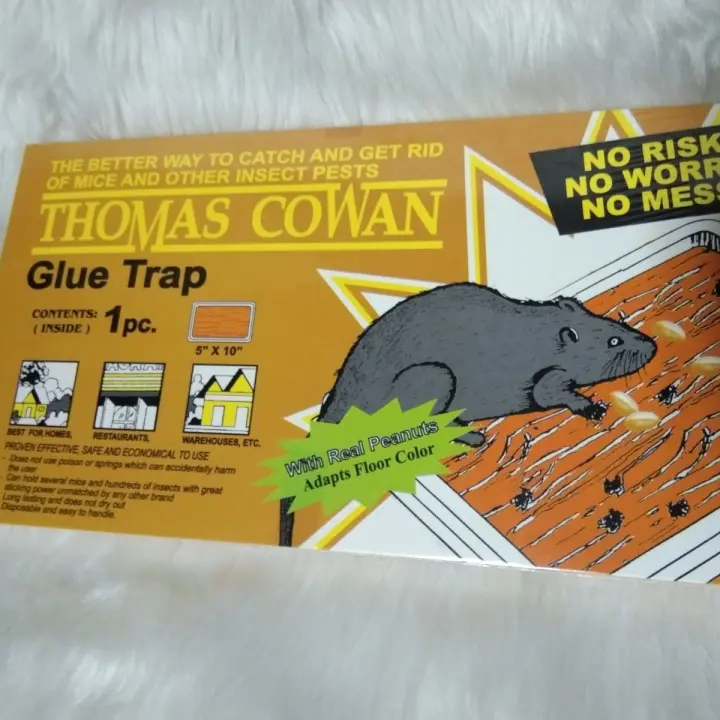 THE BETTER WAY TO CATCH AND GET RID
OF MICE AND OTHER INSECT PESTS
THOMAS COWAN
Glue Trap
CONTENTS:
( INSIDE )
1pc.
5" X 10"
BEST FOR HOMES,
RESTAURANTS,
WAREHOUSES, ETC.
PROVEN EFFECTIVE, SAFE AND ECONOMICAL TO USE
- Does not use poison or springs which can accidentally harm
the user
- Can hold several mice and hundreds of insects with great
sticking power unmatched by any other brand
Long lasting and does not dry out
Disposable and easy to handle.
With Real Peanuts
Adapts Floor Color
NO RISK
NO WORR
NO MESS